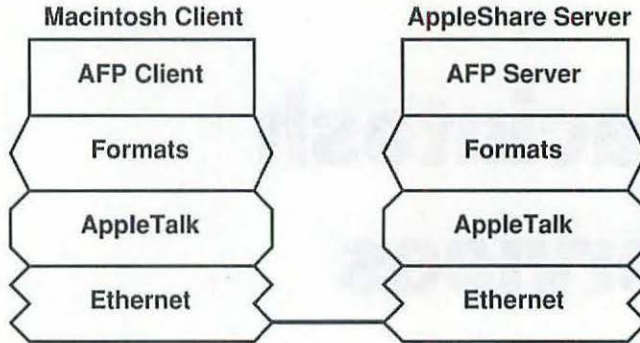 Macintosh Client
AppleShare Server
AFP Client
AFP Server
Formats
Formats
AppleTalk
AppleTalk
Ethernet
Ethernet